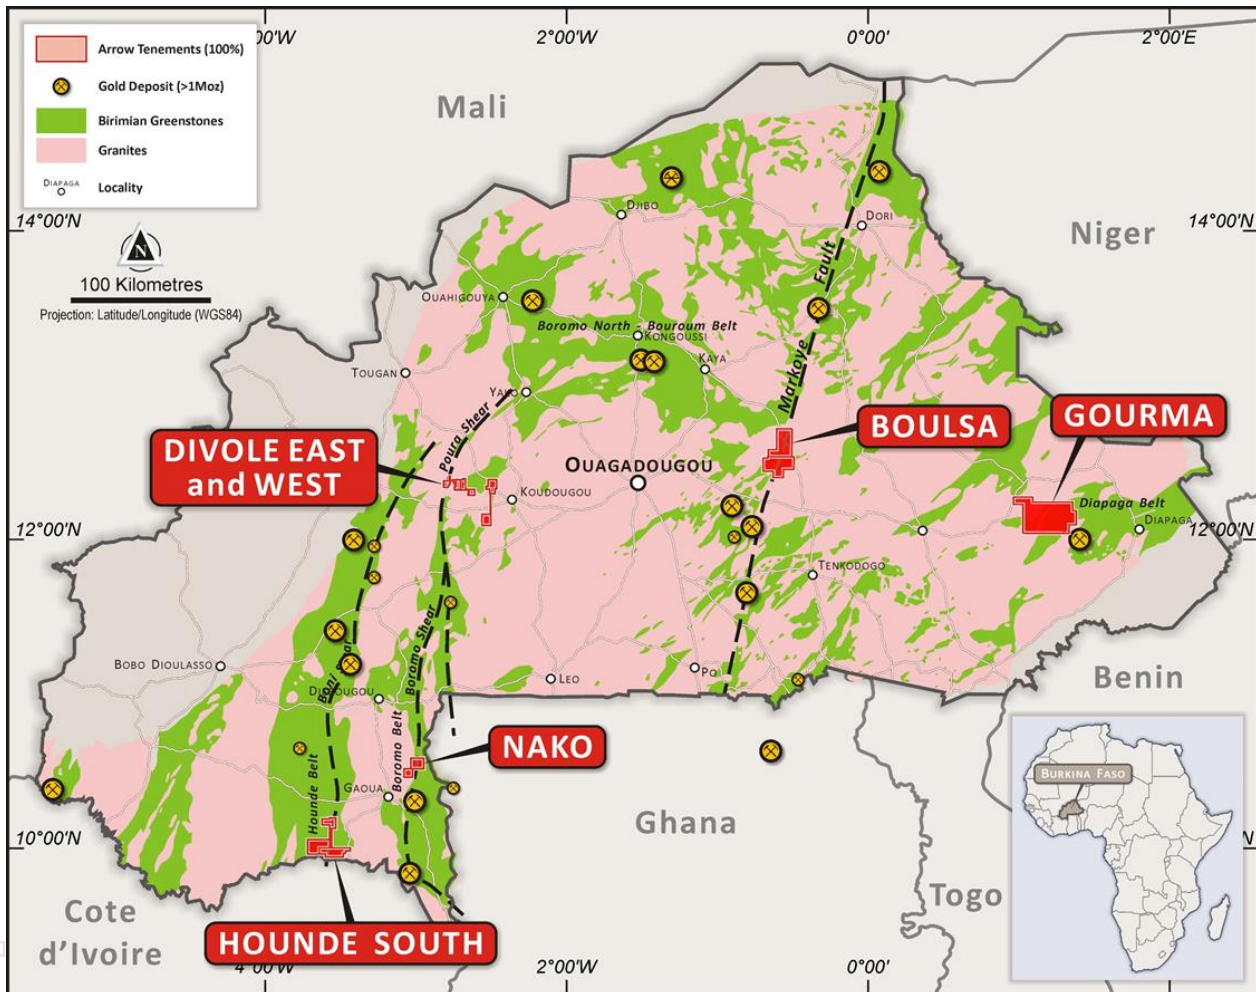 4°00'W
2°00'W
0°00'
2°00'E
Arrow Tenements (100%)
Gold Deposit (>1Moz)
Birimian Greenstones
Granites
DIAPAGA
Locality
Mali
Niger
14°00'N
14°00'N
N
100 Kilometres
Projection: Latitude/Longitude (WGS84)
DJIBO
DORI
OUAHIGOUYA
Boromo North - Bouroum Belt
KONGOUSSI
Markoye Fault
TOUGAN
KAYA
YAKO
Poura Shear
DIVOLE EAST
and WEST
BOULSA
GOURMA
OUAGADOUGOU
KOUDOUGOU
Diapaga Belt
DIAPAGA
12°00'N
12°00'N
TENKODOGO
BOBO DIOULASSO
Boromo Shear
LEO
PO
Benin
NAKO
Boromo Belt
GAOUA
Hounde Belt
BURKINA FASO
Ghana
10°00'N
Togo
Cote
d'Ivoire
HOUNDE SOUTH
4°00'W
2°00'W
0°00'